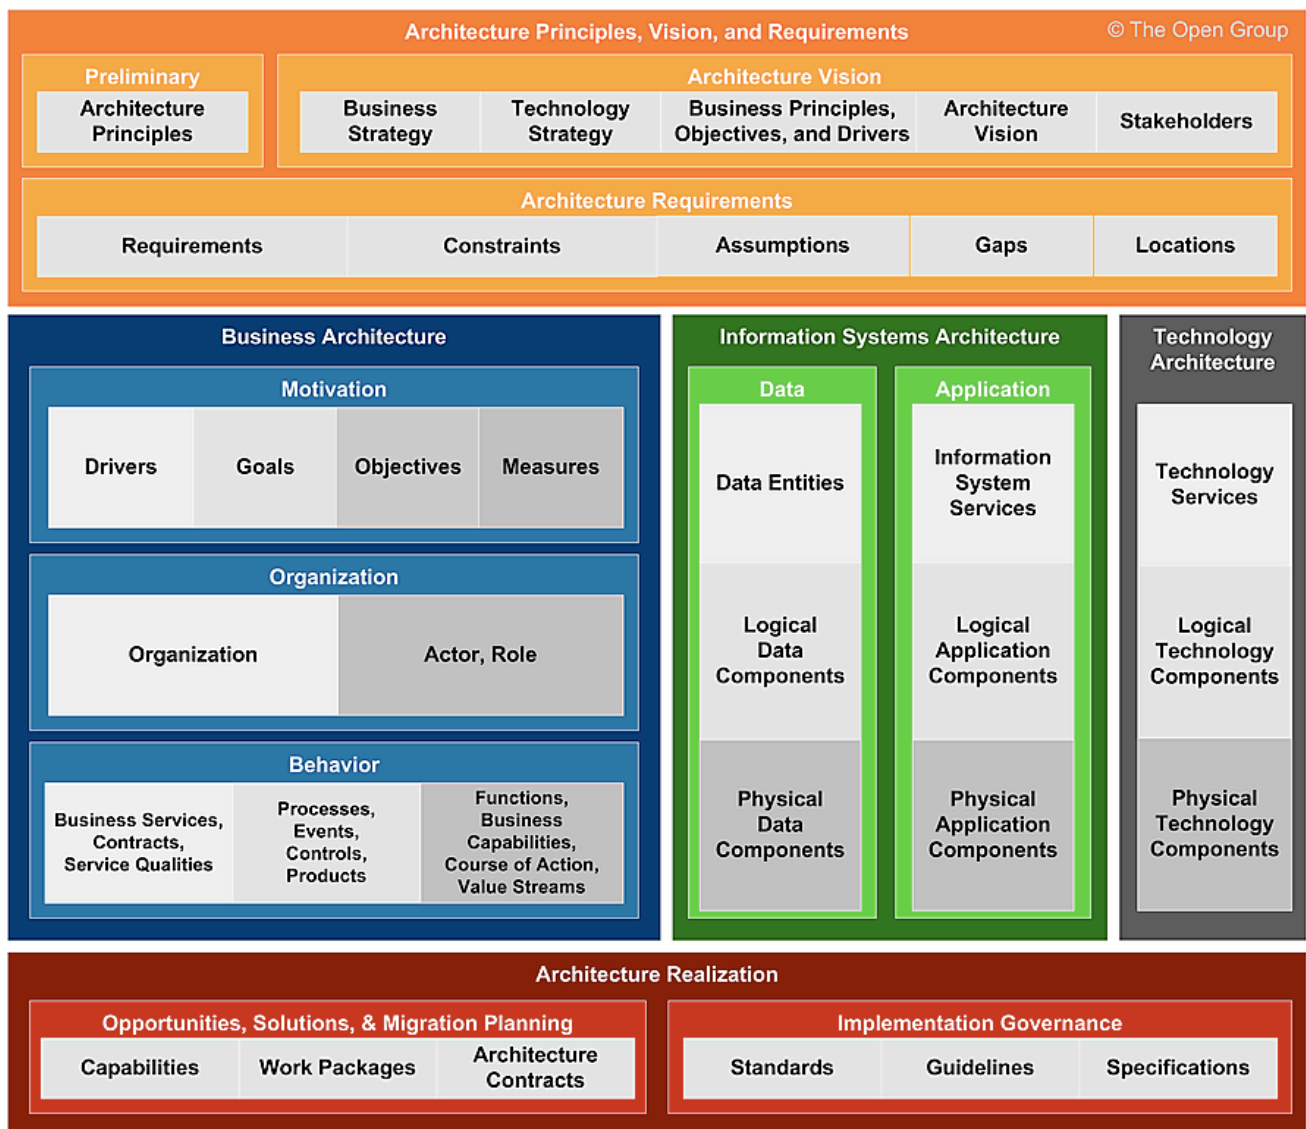 Architecture Principles, Vision, and Requirements
© The Open Group
Preliminary
Architecture
Principles
Architecture Vision
Business
Strategy
Technology
Strategy
Business Principles,
Objectives, and Drivers
Architecture
Vision
Stakeholders
Architecture Requirements
Requirements
Constraints
Assumptions
Gaps
Locations
Business Architecture
Motivation
Drivers
Goals
Objectives
Measures
Organization
Organization
Actor, Role
Behavior
Business Services,
Contracts,
Service Qualities
Processes,
Events,
Controls,
Products
Functions,
Business
Capabilities,
Course of Action,
Value Streams
Information Systems Architecture
Data
Data Entities
Logical
Data
Components
Physical
Data
Components
Application
Information
System
Services
Logical
Application
Components
Physical
Application
Components
Technology
Architecture
Technology
Services
Logical
Technology
Components
Physical
Technology
Components
Architecture Realization
Opportunities, Solutions, & Migration Planning
Capabilities
Work Packages
Architecture
Contracts
Implementation Governance
Standards
Guidelines
Specifications